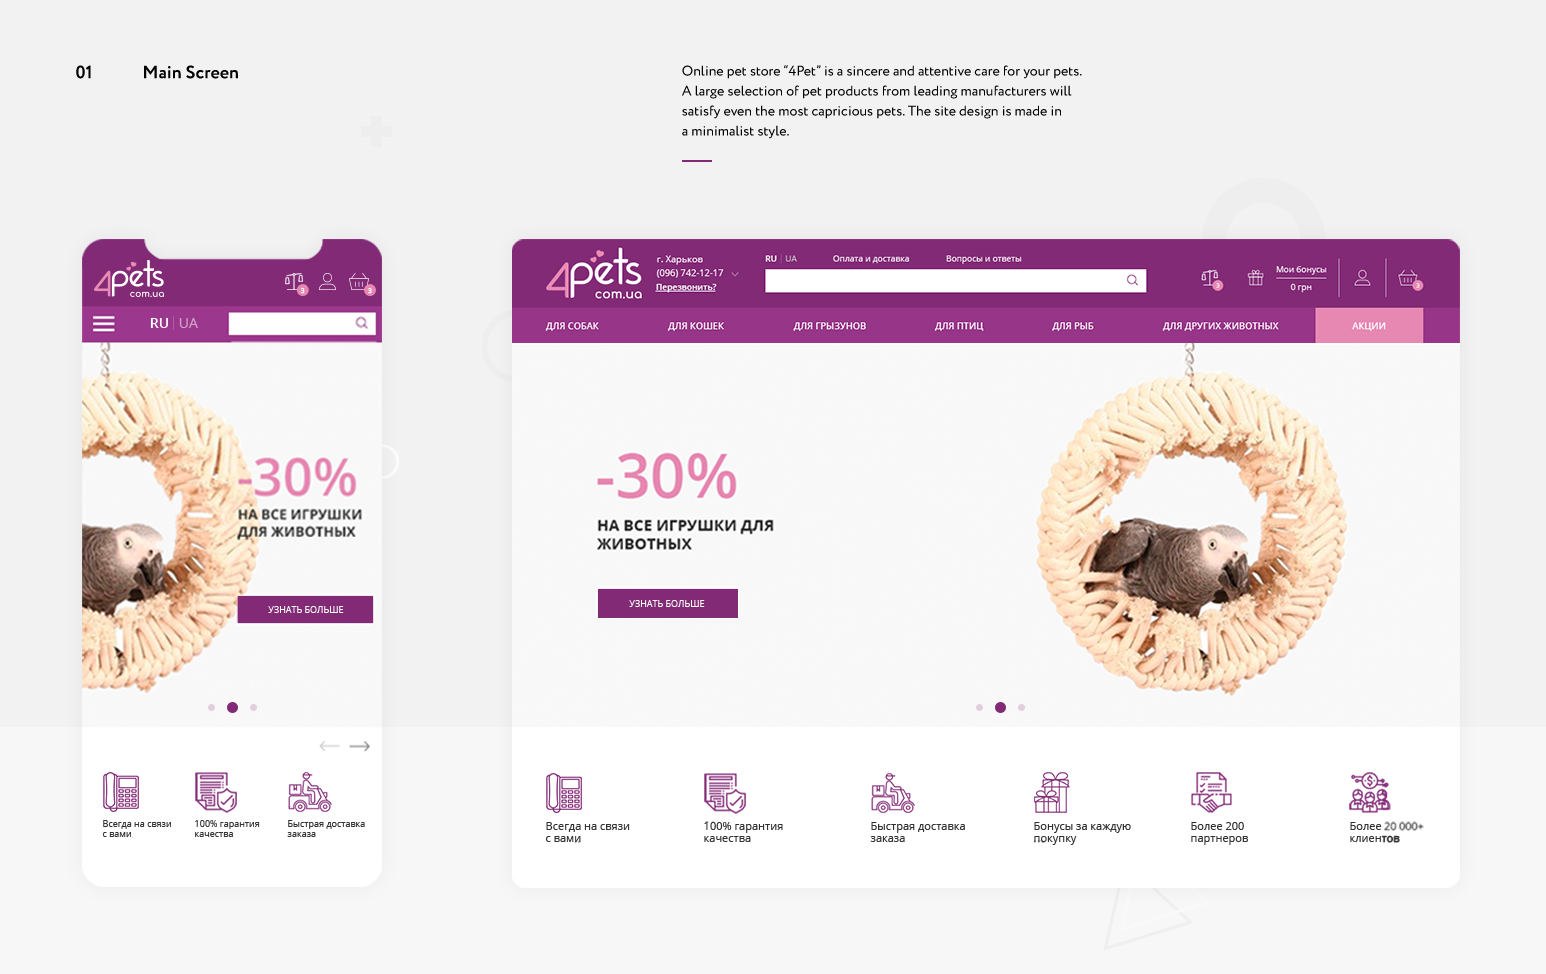 01 Main Screen
Online pet store “4Pet” is a sincere and attentive care for your pets.
A large selection of pet products from leading manufacturers will
satisfy even the most capricious pets. The site design is made in
a minimalist style.
4pets
com.ua
3
3
RU | UA
-30%
НА ВСЕ ИГРУШКИ
ДЛЯ ЖИВОТНЫХ
УЗНАТЬ БОЛЬШЕ
Всегда на связи
с вами
100% гарантия
качества
Быстрая доставка
заказа
4pets
com.ua
г. Харьков
(096) 742-12-17
Перезвонить?
RU | UA
Оплата и доставка
Вопросы и ответы
3
Мои бонусы
0 грн
3
ДЛЯ СОБАК
ДЛЯ КОШЕК
ДЛЯ ГРЫЗУНОВ
ДЛЯ ПТИЦ
ДЛЯ РЫБ
ДЛЯ ДРУГИХ ЖИВОТНЫХ
АКЦИИ
-30%
НА ВСЕ ИГРУШКИ ДЛЯ
ЖИВОТНЫХ
УЗНАТЬ БОЛЬШЕ
Всегда на связи
с вами
100% гарантия
качества
Быстрая доставка
заказа
Бонусы за каждую
покупку
Более 200
партнеров
Более 20 000+
клиентов